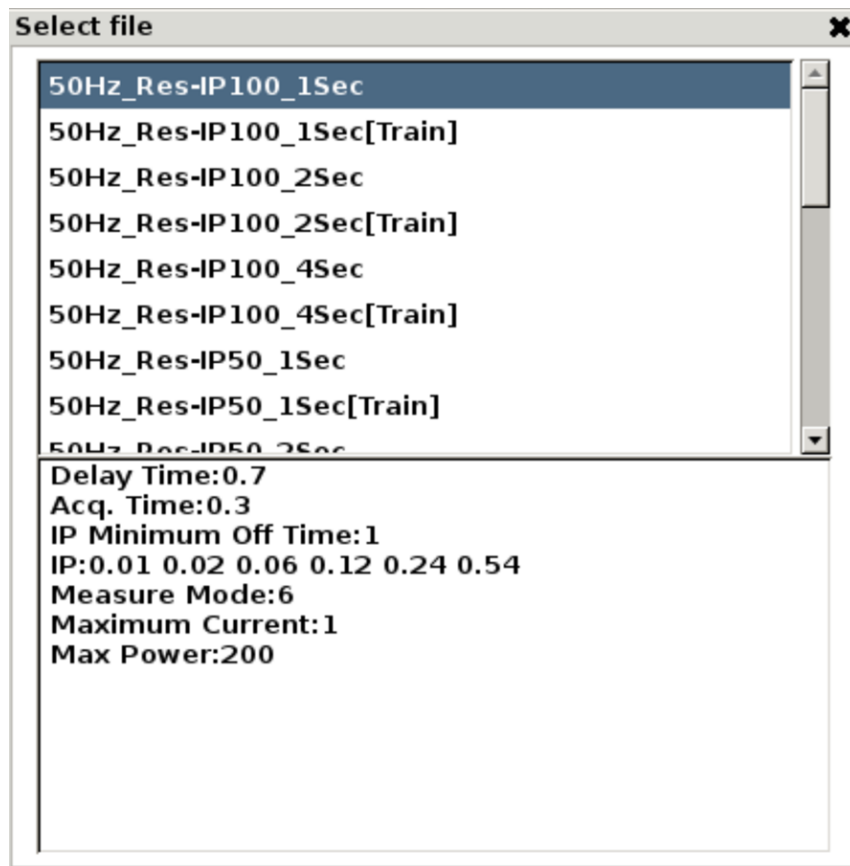 Select file
50Hz_Res-IP100_1Sec
50Hz_Res-IP100_1Sec[Train]
50Hz_Res-IP100_2Sec
50Hz_Res-IP100_2Sec[Train]
50Hz_Res-IP100_4Sec
50Hz_Res-IP100_4Sec[Train]
50Hz_Res-IP50_1Sec
50Hz_Res-IP50_1Sec[Train]
50Hz_Res-IP50_2Sec
Delay Time:0.7
Acq. Time:0.3
IP Minimum Off Time:1
IP:0.01 0.02 0.06 0.12 0.24 0.54
Measure Mode:6
Maximum Current:1
Max Power:200